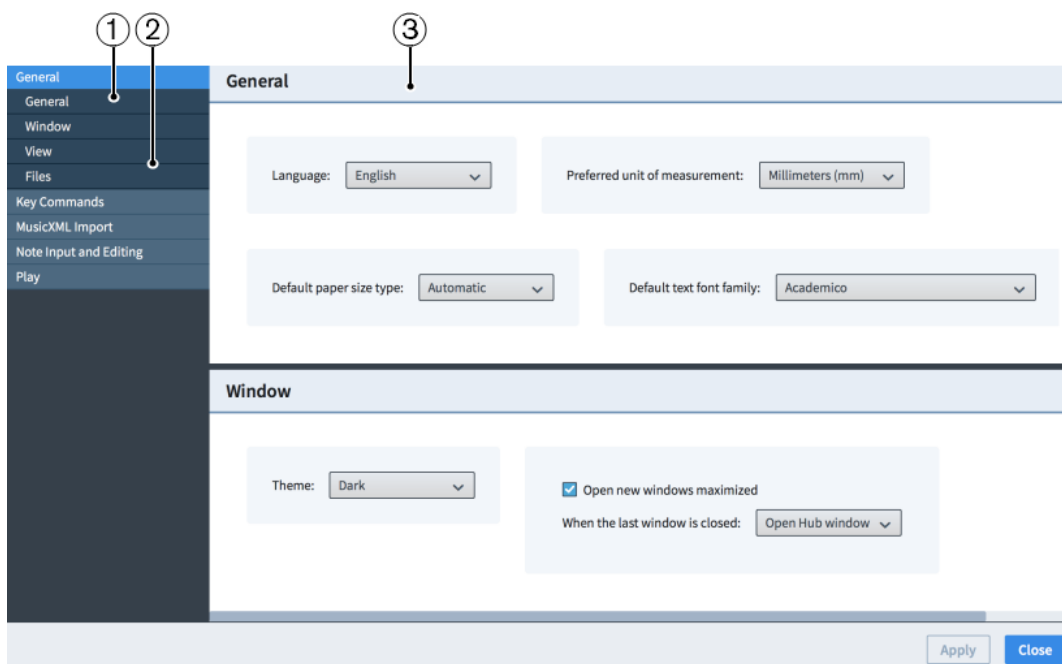 ① ② ③
General
General
Window
View
Files
Key Commands
MusicXML Import
Note Input and Editing
Play
General
Language: English
Preferred unit of measurement: Millimeters (mm)
Default paper size type: Automatic
Default text font family: Academico
Window
Theme: Dark
Open new windows maximized
When the last window is closed: Open Hub window
Apply Close